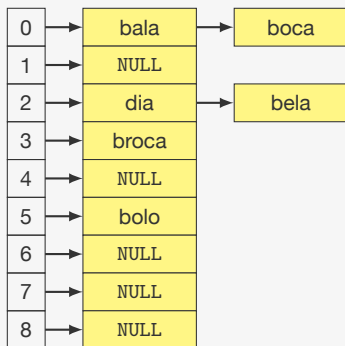 0 bala boca
1 NULL
2 dia bela
3 broca
4 NULL
5 bolo
6 NULL
7 NULL
8 NULL